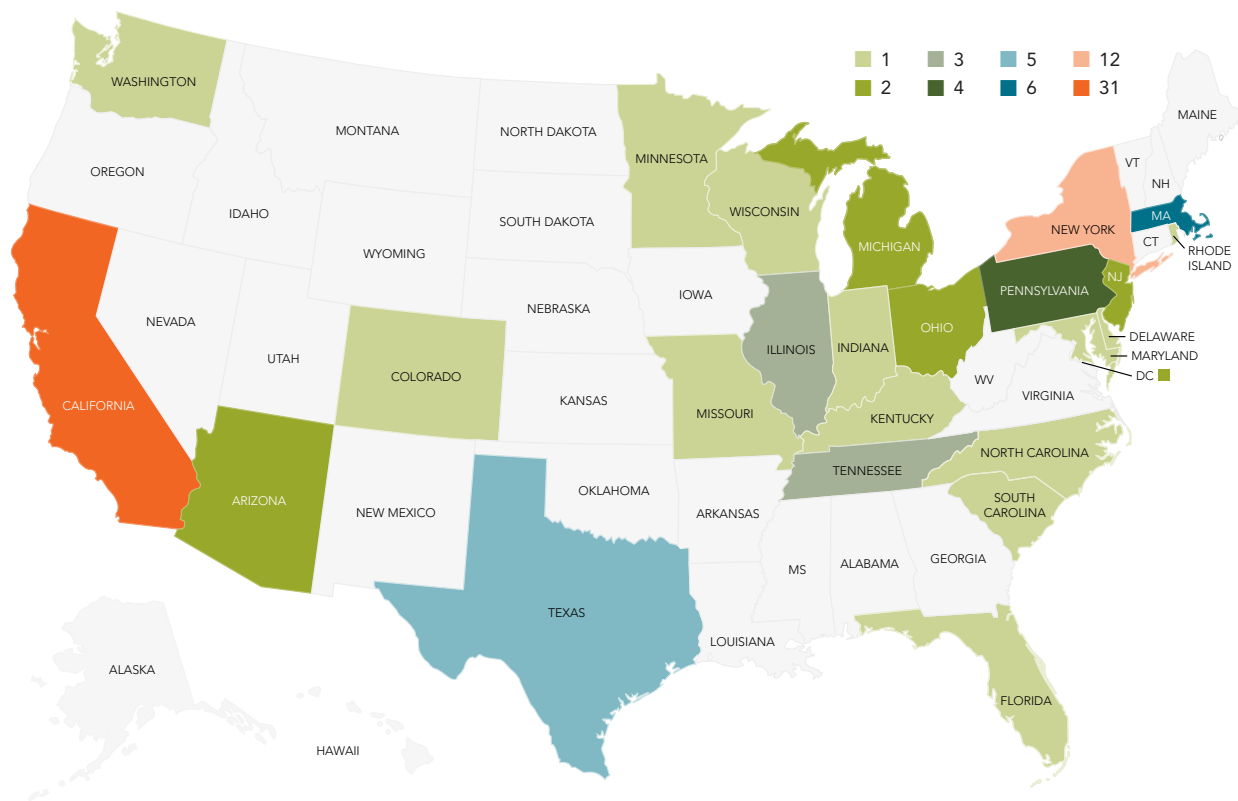 1 3 5 12
2 4 6 31
WASHINGTON
MONTANA
NORTH DAKOTA
MINNESOTA
MAINE
VT
NH
OREGON
IDAHO
SOUTH DAKOTA
WISCONSIN
WYOMING
MICHIGAN
NEW YORK
MA
CT
RHODE
ISLAND
NEVADA
UTAH
NEBRASKA
IOWA
PENNSYLVANIA
NJ
COLORADO
KANSAS
ILLINOIS
INDIANA
OHIO
DELAWARE
MARYLAND
DC
WV
VIRGINIA
CALIFORNIA
MISSOURI
KENTUCKY
ARIZONA
NEW MEXICO
OKLAHOMA
ARKANSAS
TENNESSEE
NORTH CAROLINA
SOUTH
CAROLINA
TEXAS
LOUISIANA
MS
ALABAMA
GEORGIA
FLORIDA
ALASKA
HAWAII